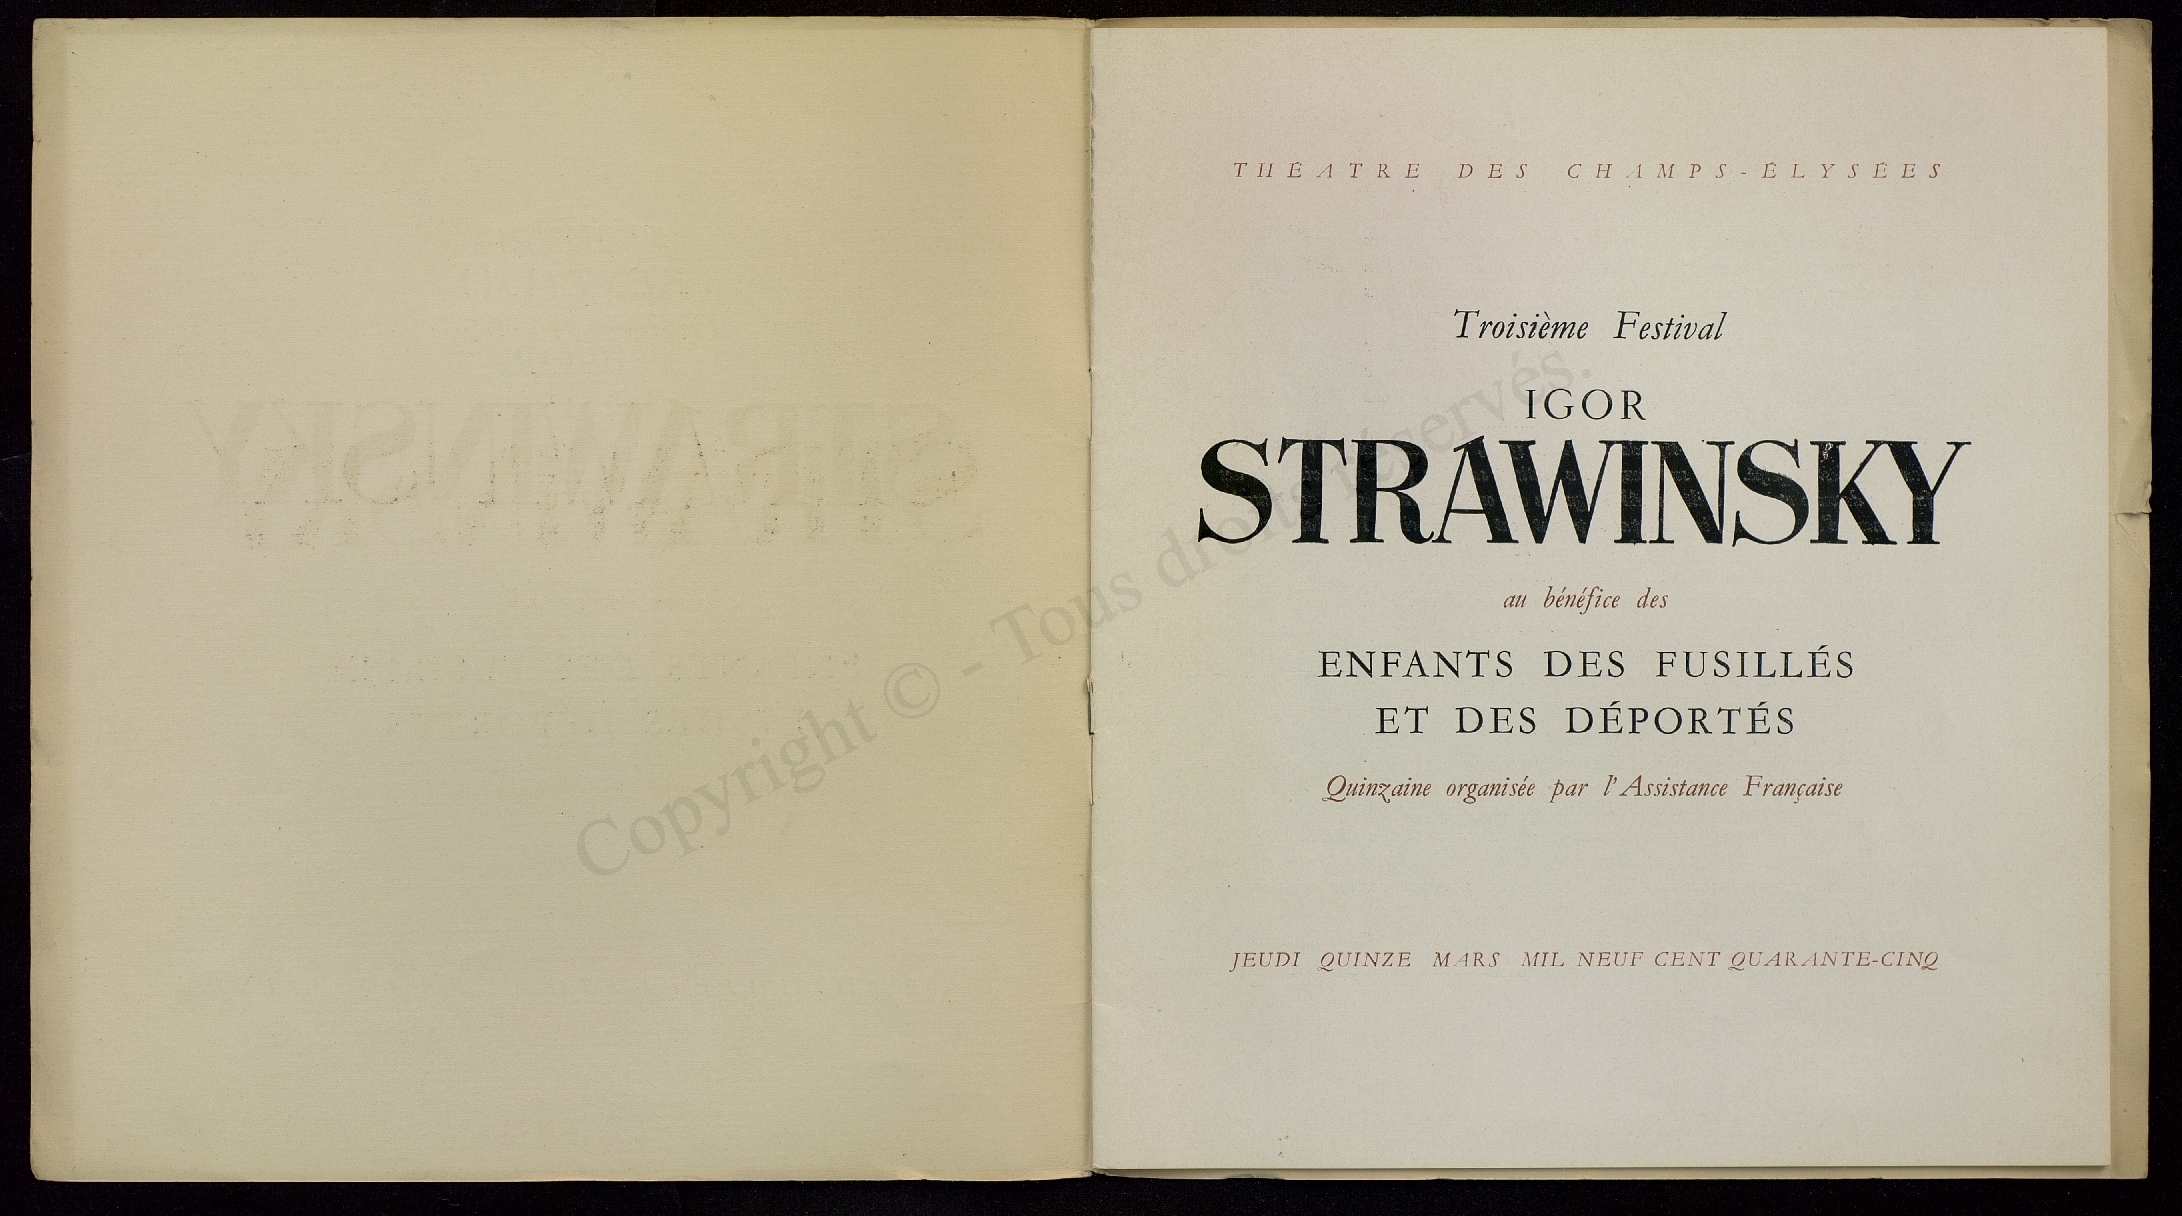 THÉATRE DES CHAMPS-ÉLYSÉES
Troisième Festival
IGOR
STRAWINSKY
au bénéfice des
ENFANTS DES FUSILLÉS
ET DES DÉPORTÉS
Quinzaine organisée par l'Assistance Française
JEUDI QUINZE MARS MIL NEUF CENT QUARANTE-CINQ
Copyright © - Tous droits réservés.